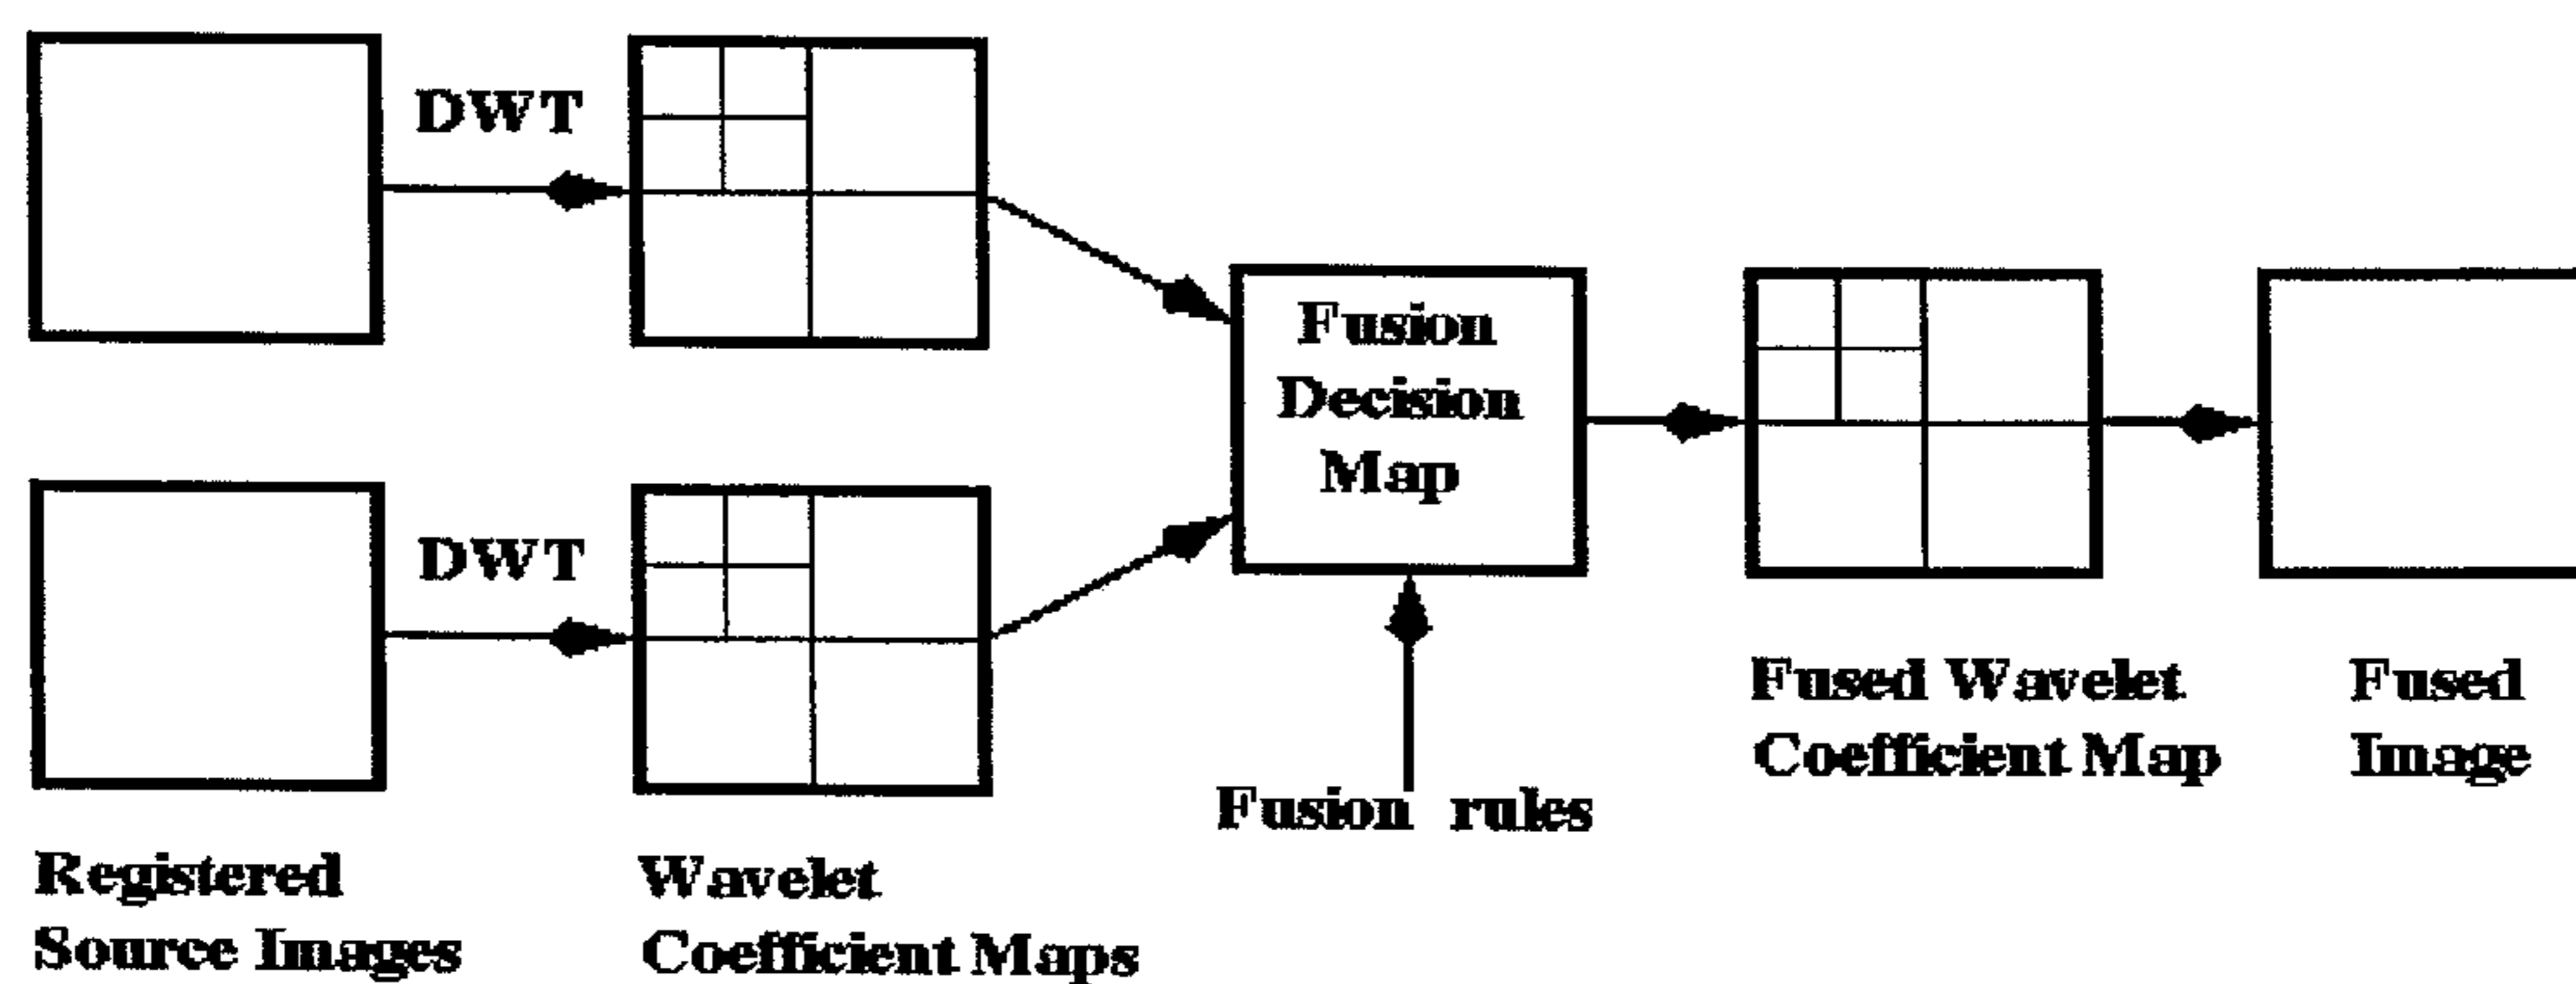 DWT
DWT
Fusion
Decision
Map
Fusion rules
Registered
Source Images
Wavelet
Coefficient Maps
Fused Wavelet
Coefficient Map
Fused
Image